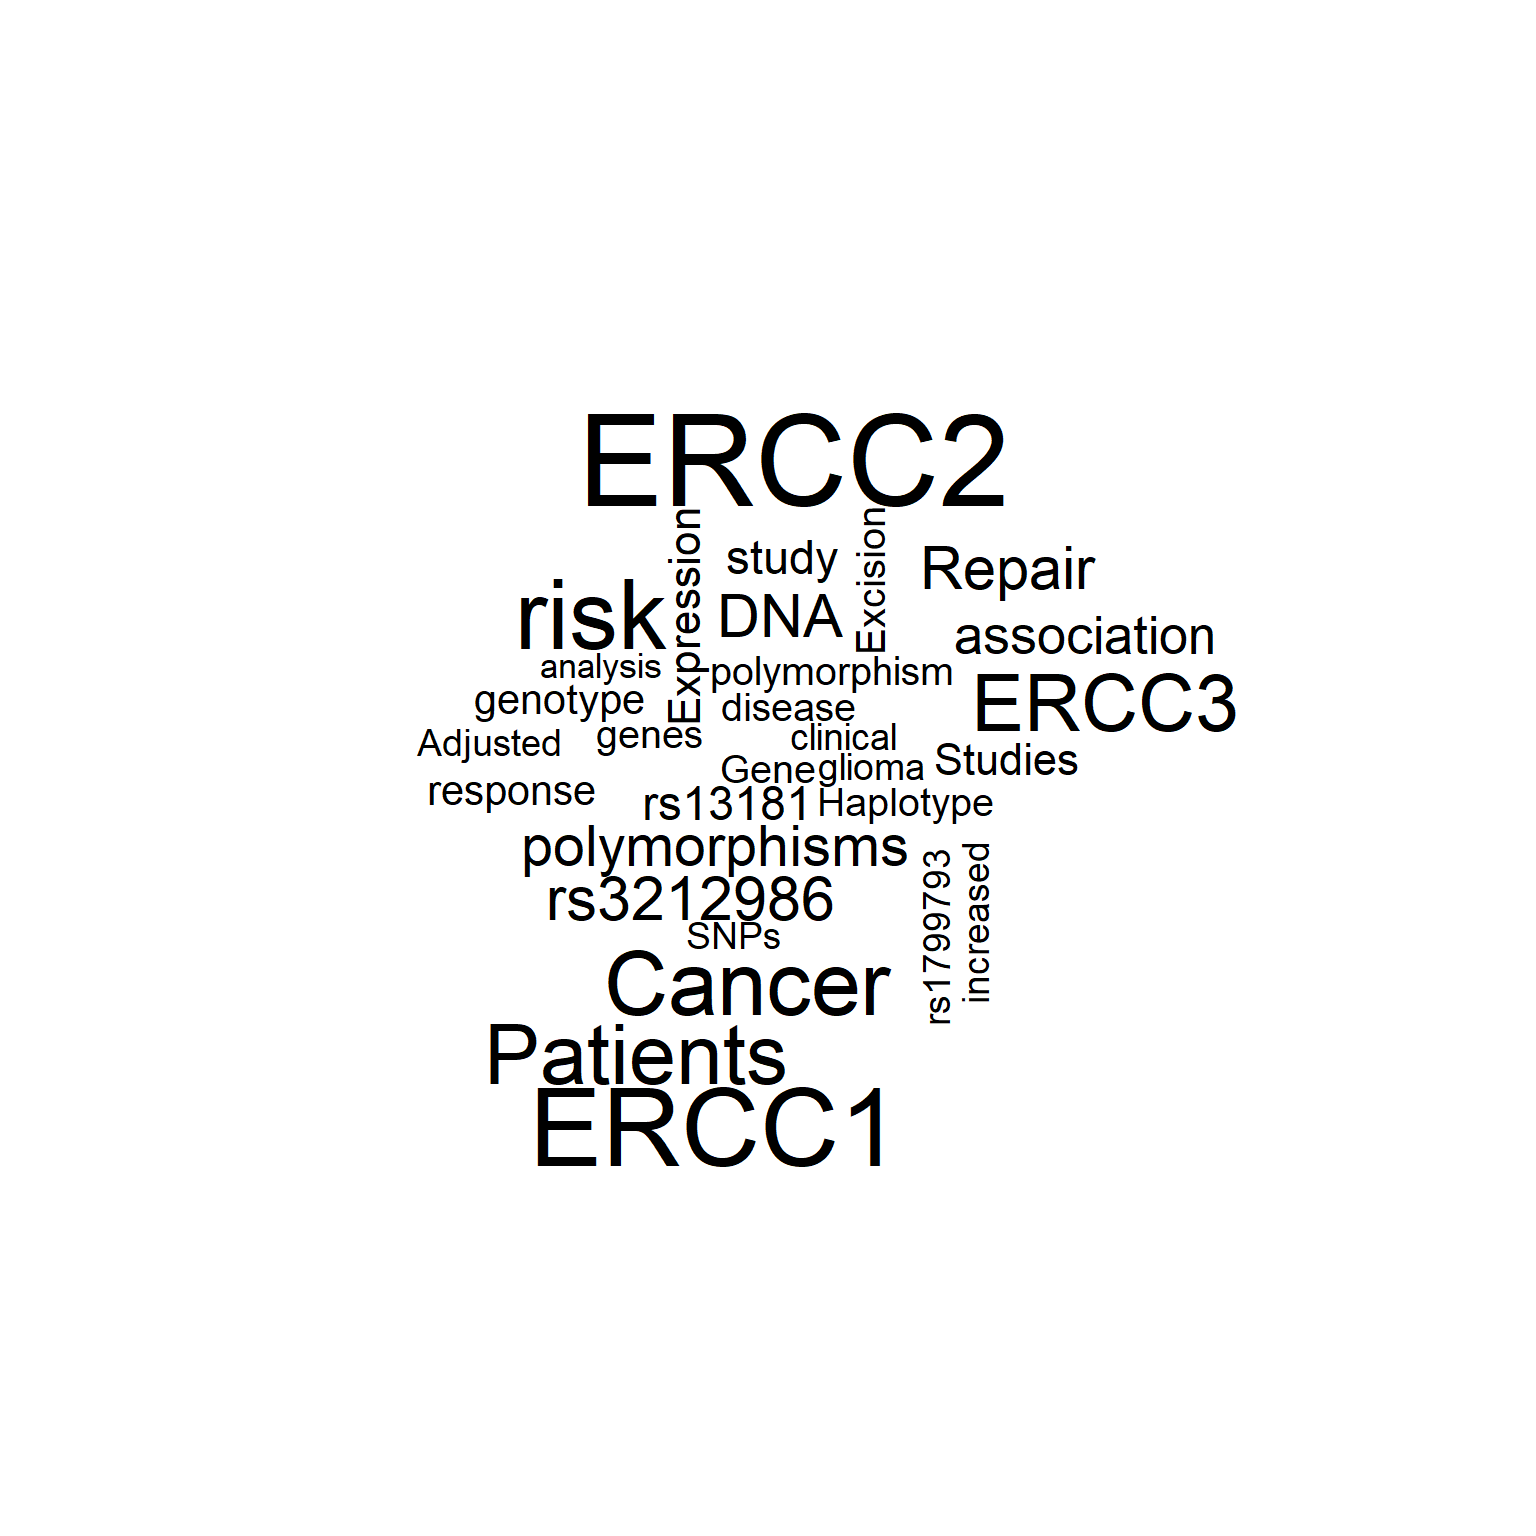 ERCC2
Expression
study
Excision
Repair
risk
DNA
association
analysis
polymorphism
genotype
disease
ERCC3
Adjusted
genes
clinical
Gene
glioma
Studies
response
rs13181
Haplotype
polymorphisms
rs3212986
rs1799793
increased
SNPs
Cancer
Patients
ERCC1